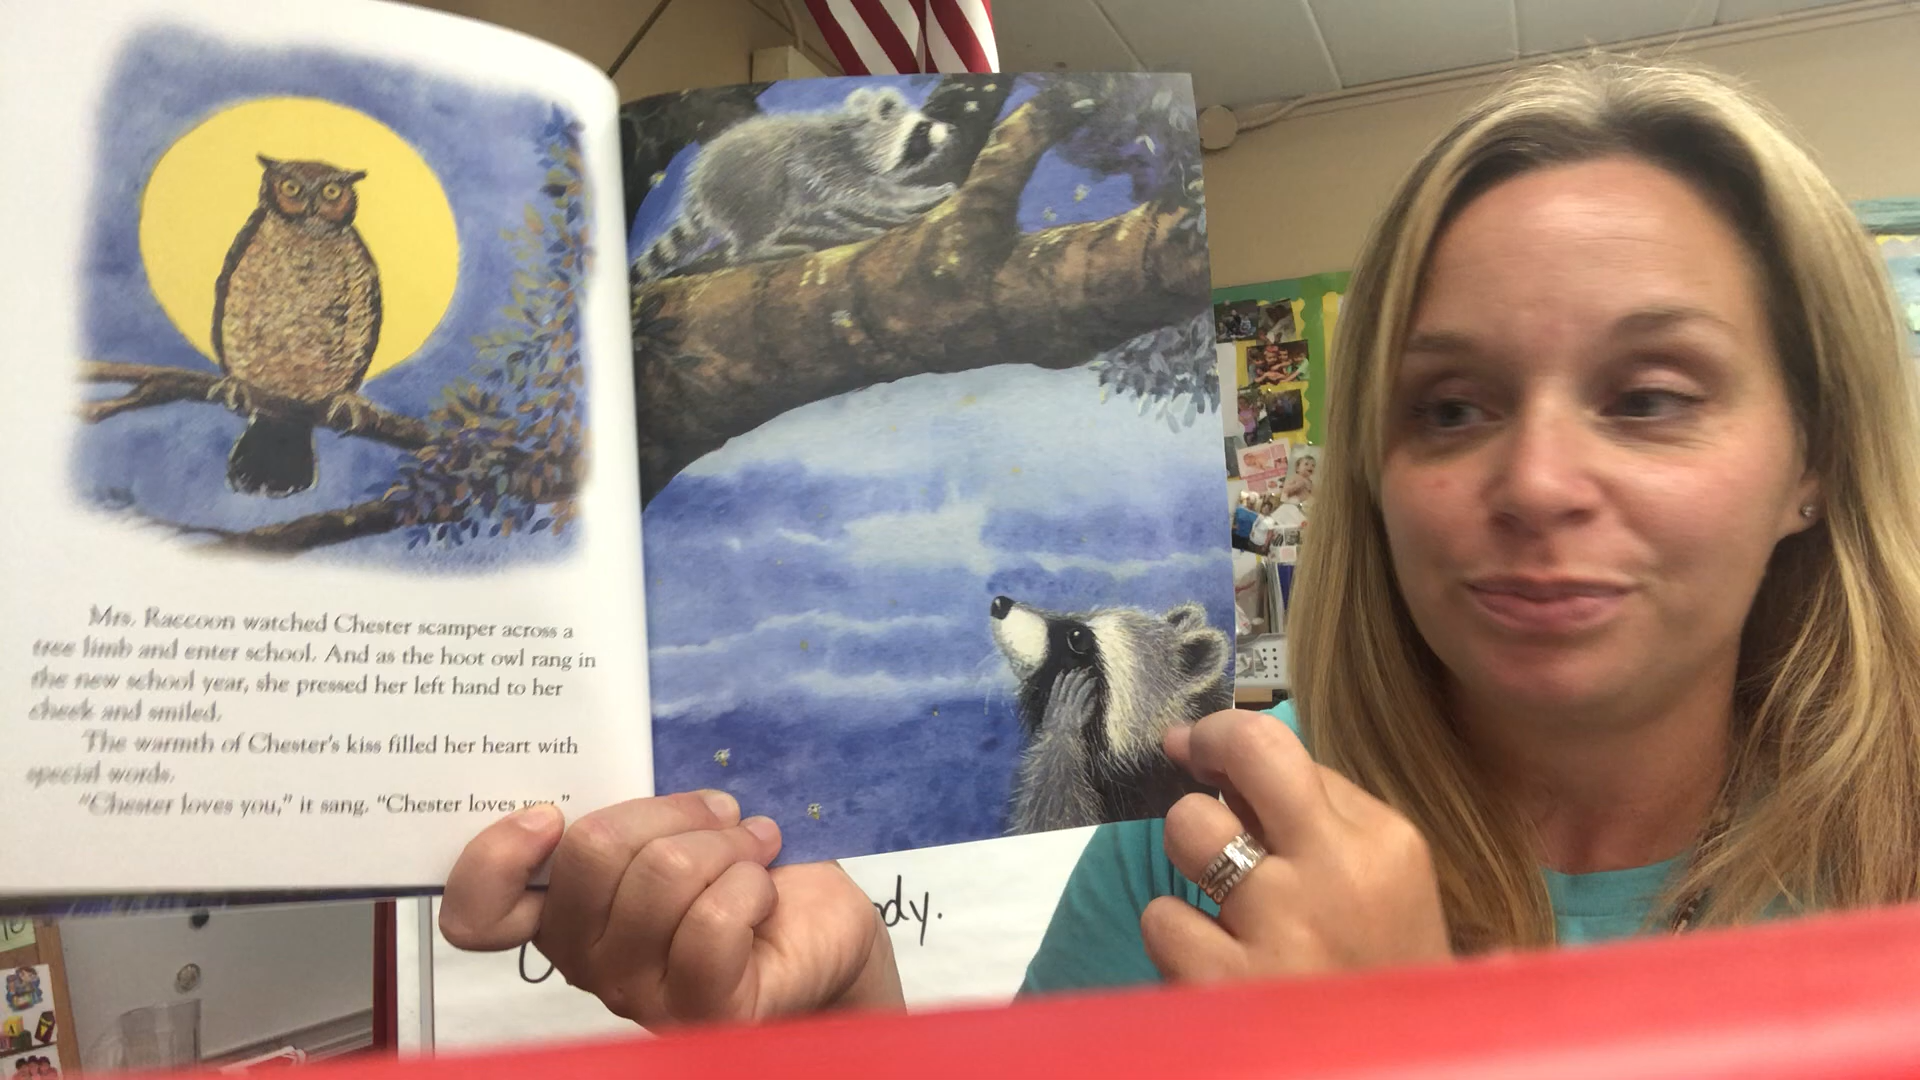 Mrs. Raccoon watched Chester scamper across a
tree limb and enter school. And as the hoot owl rang in
the new school year, she pressed her left hand to her
cheek and smiled.
The warmth of Chester's kiss filled her heart with
special words.
"Chester loves you," it sang. "Chester loves you."
ody.